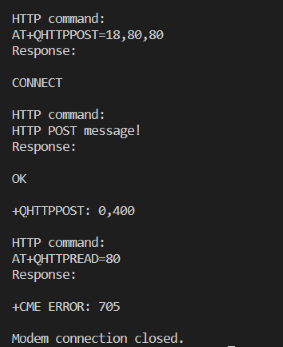 HTTP command:
AT+QHTTPPOST=18,80,80
Response:
CONNECT
HTTP command:
HTTP POST message!
Response:
OK
+QHTTPPOST: 0,400
HTTP command:
AT+QHTTPREAD=80
Response:
+CME ERROR: 705
Modem connection closed.